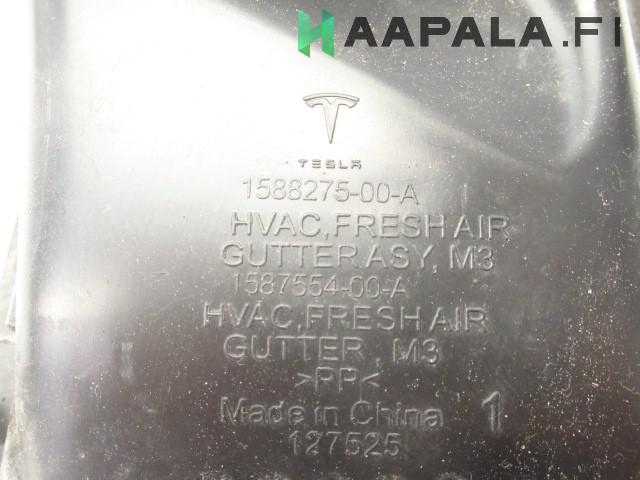 HAAPALA.FI
TESLA
1588275-00-A
HVAC,FRESH AIR
GUTTER ASY, M3
1587554-00-A
HVAC,FRESH AIR
GUTTER , M3
>PP<
Made in China 1
127525